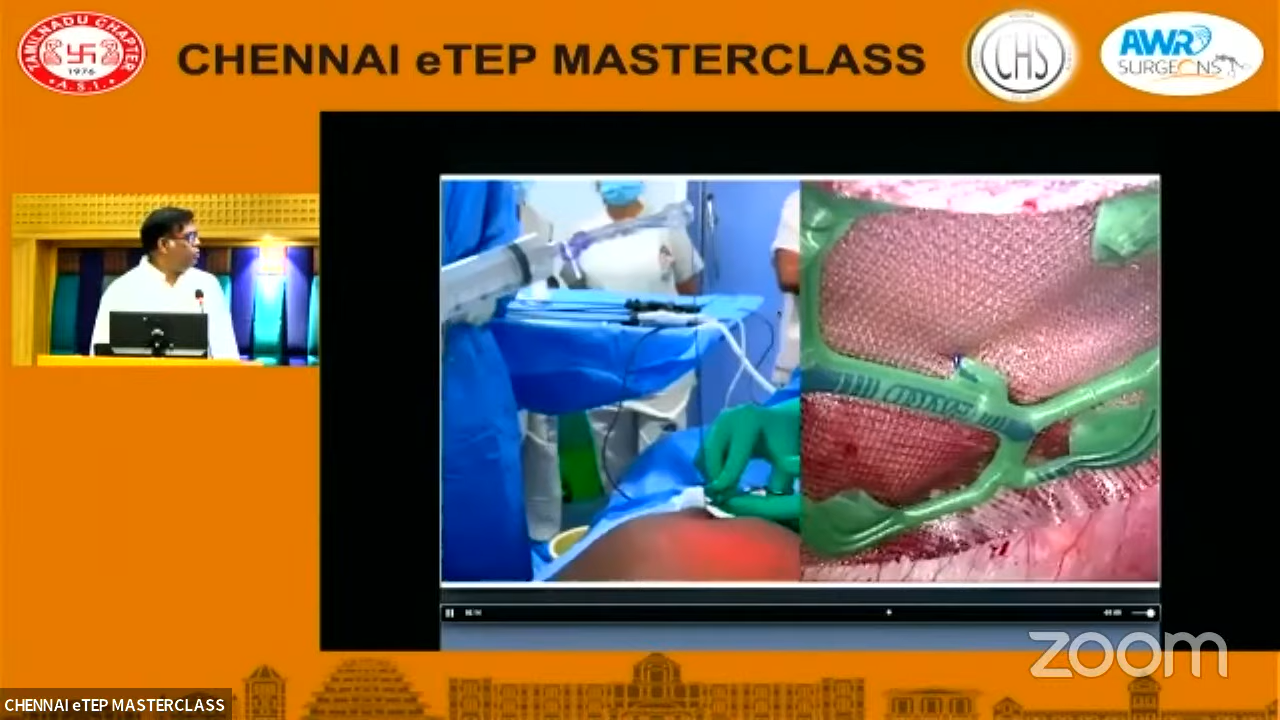 TAMILNADU CHAPTER
1976
A.S.I.
CHENNAI eTEP MASTERCLASS
CHS
AWR
SURGEONS
zoom
CHENNAI eTEP MASTERCLASS